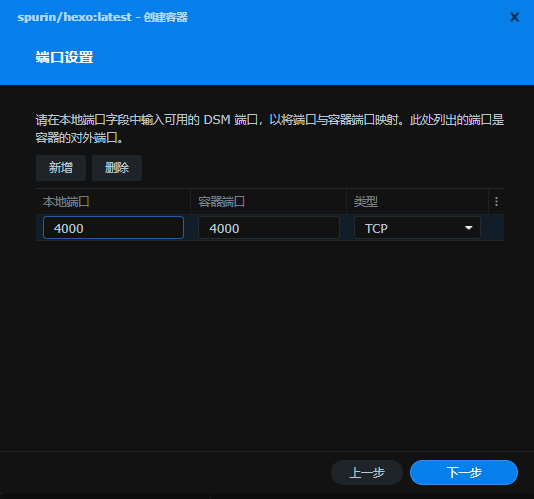 spurin/hexo:latest - 创建容器
端口设置
请在本地端口字段中输入可用的 DSM 端口，以将端口与容器端口映射。此处列出的端口是
容器的对外端口。
新增 删除
本地端口 容器端口 类型
4000 4000 TCP
上一步 下一步